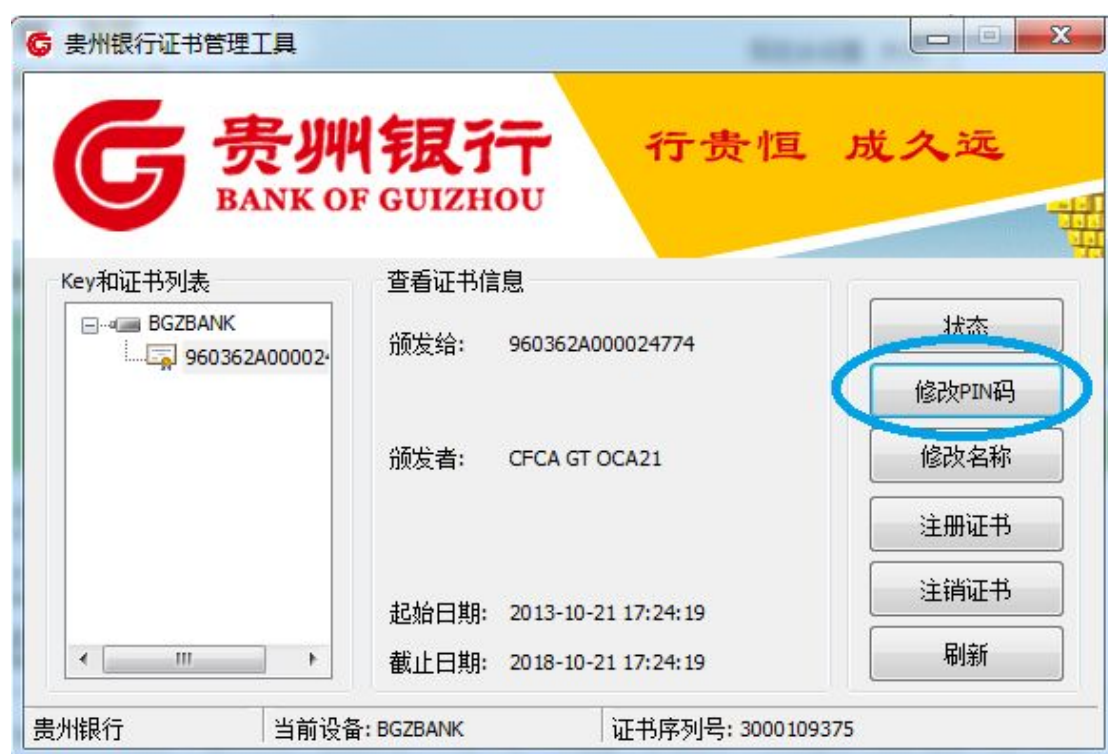 贵州银行证书管理工具
贵州银行
BANK OF GUIZHOU
行贵恒 成久远
Key和证书列表
BGZBANK
960362A00002
查看证书信息
颁发给: 960362A000024774
颁发者: CFCA GT OCA21
起始日期: 2013-10-21 17:24:19
截止日期: 2018-10-21 17:24:19
状态
修改PIN码
修改名称
注册证书
注销证书
刷新
贵州银行 当前设备: BGZBANK 证书序列号: 3000109375